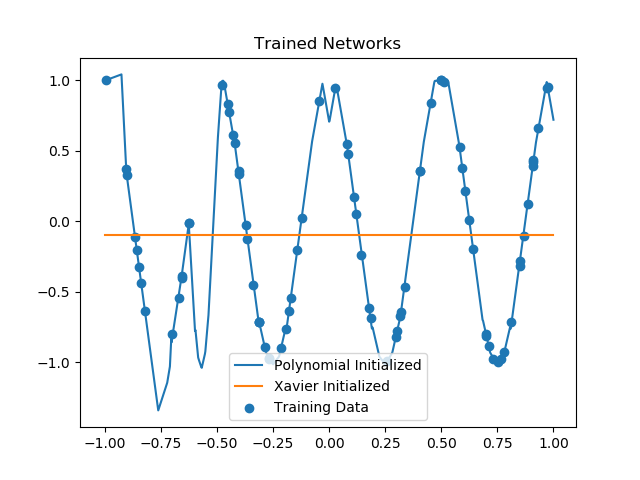 Trained Networks
1.0
0.5
0.0
−0.5
−1.0
Polynomial Initialized
Xavier Initialized
Training Data
−1.00 −0.75 −0.50 −0.25 0.00 0.25 0.50 0.75 1.00